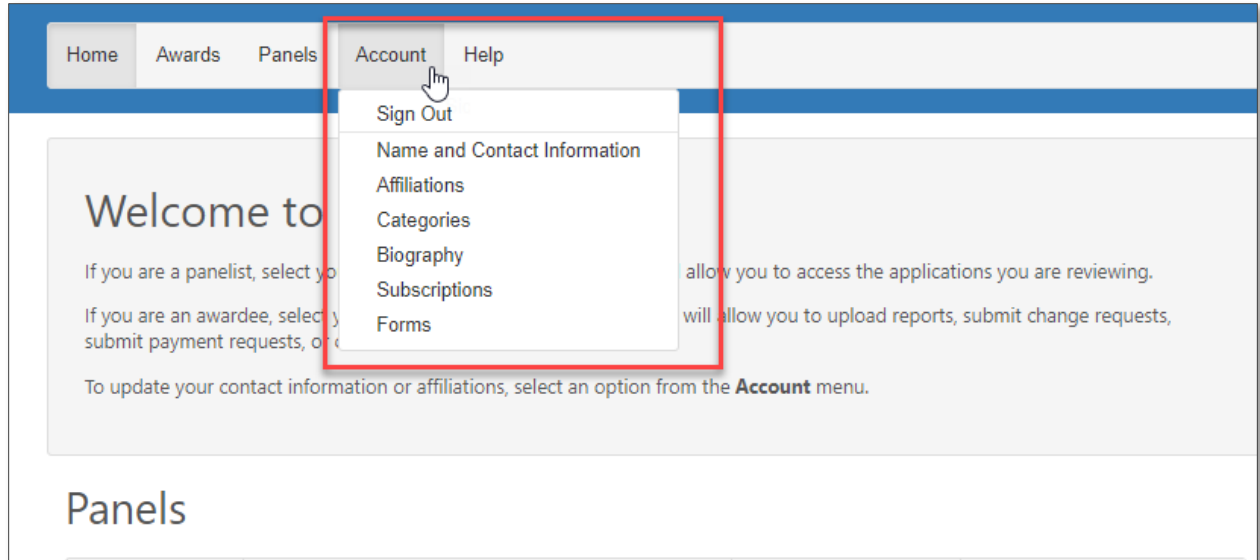 Home Awards Panels Account Help
Sign Out
Name and Contact Information
Affiliations
Categories
Biography
Subscriptions
Forms
Welcome to
If you are a panelist, select yo allow you to access the applications you are reviewing.
If you are an awardee, select y will allow you to upload reports, submit change requests,
submit payment requests, or
To update your contact information or affiliations, select an option from the Account menu.
Panels